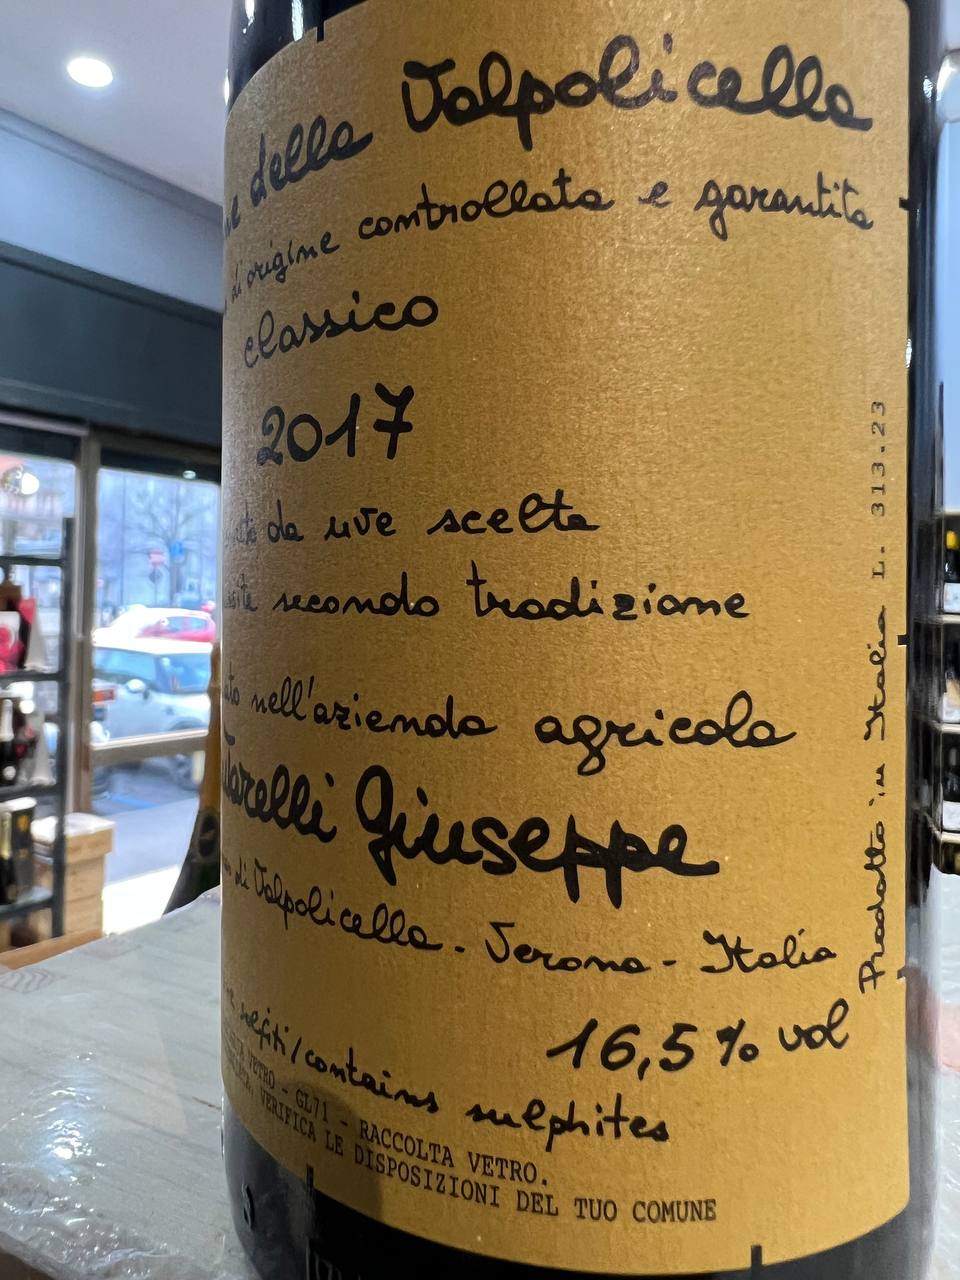 della Valpolicella
d'origine controllata e garantita
classico
2017
da uve scelte
secondo tradizione
nell'azienda agricola
Giuseppe
di Valpolicella - Verona - Italia
16,5 % vol
solfiti/contains sulphites
VETRO - GL71 - RACCOLTA VETRO.
VERIFICA LE DISPOSIZIONI DEL TUO COMUNE
Prodotto in Italia L. 313.23